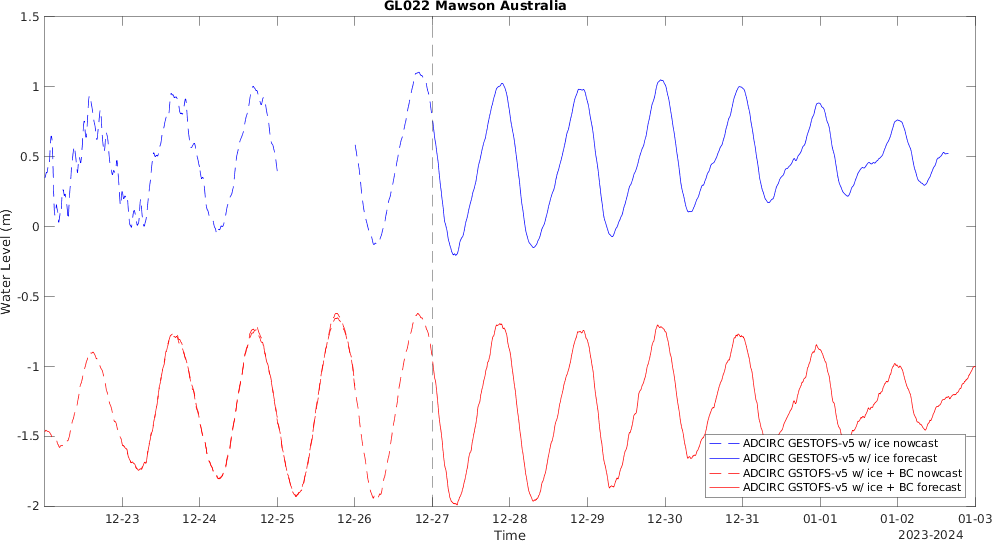 GL022 Mawson Australia
1.5
1
0.5
0
-0.5
-1
-1.5
-2
Water Level (m)
ADCIRC GESTOFS-v5 w/ ice nowcast
ADCIRC GESTOFS-v5 w/ ice forecast
ADCIRC GSTOFS-v5 w/ ice + BC nowcast
ADCIRC GSTOFS-v5 w/ ice + BC forecast
12-23 12-24 12-25 12-26 12-27 12-28 12-29 12-30 12-31 01-01 01-02 01-03
Time
2023-2024